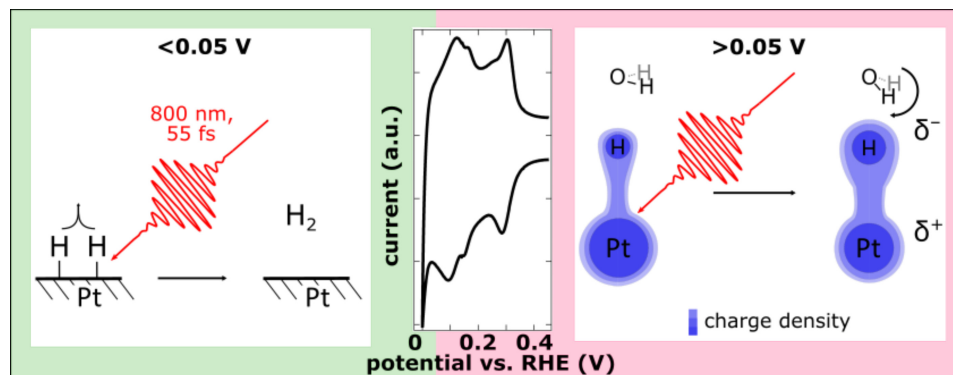 <0.05 V
800 nm,
55 fs
H H
Pt
H₂
Pt
current (a.u.)
0 0.2 0.4
potential vs. RHE (V)
>0.05 V
O H
H
H
Pt
O H
H
H
Pt
δ⁻
δ⁺
charge density